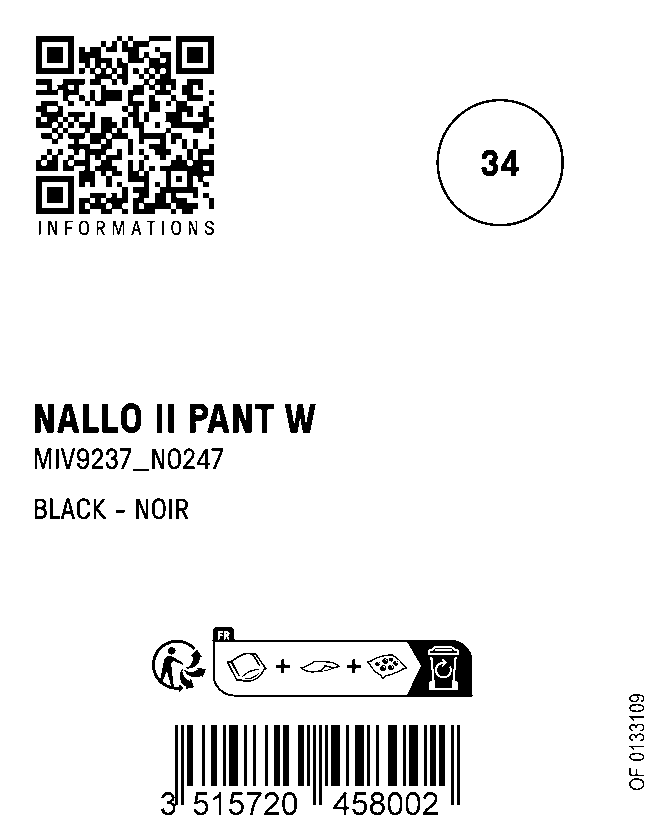 INFORMATIONS
34
NALLO II PANT W
MIV9237_N0247
BLACK - NOIR
FR
3 515720 458002
OF 0133109